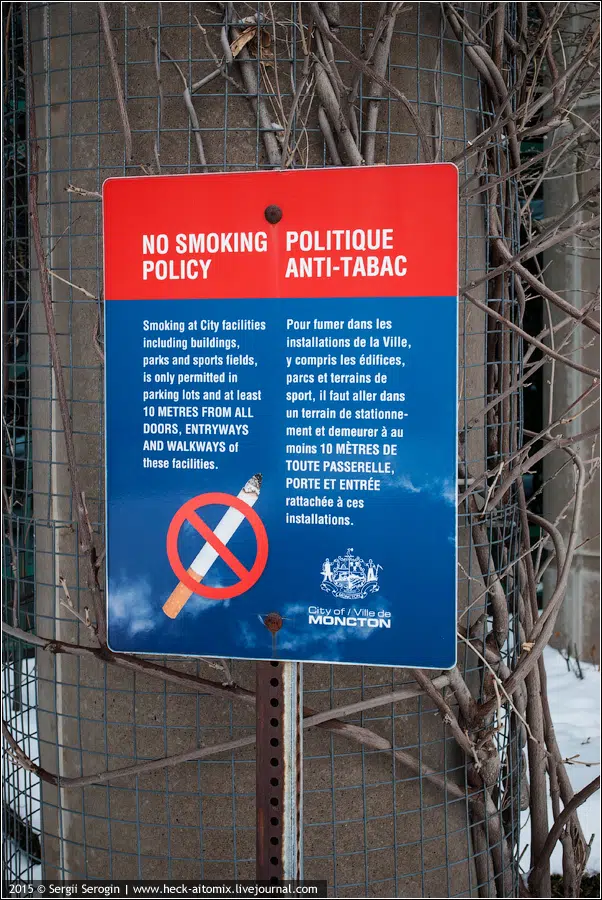 NO SMOKING
POLICY
POLITIQUE
ANTI-TABAC
Smoking at City facilities
including buildings,
parks and sports fields,
is only permitted in
parking lots and at least
10 METRES FROM ALL
DOORS, ENTRYWAYS
AND WALKWAYS of
these facilities.
Pour fumer dans les
installations de la Ville,
y compris les édifices,
parcs et terrains de
sport, il faut aller dans
un terrain de stationne-
ment et demeurer à au
moins 10 MÈTRES DE
TOUTE PASSERELLE,
PORTE ET ENTRÉE
rattachée à ces
installations.
City of / Ville de
MONCTON
2015 © Sergii Serogin | www.heck-aitomix.livejournal.com